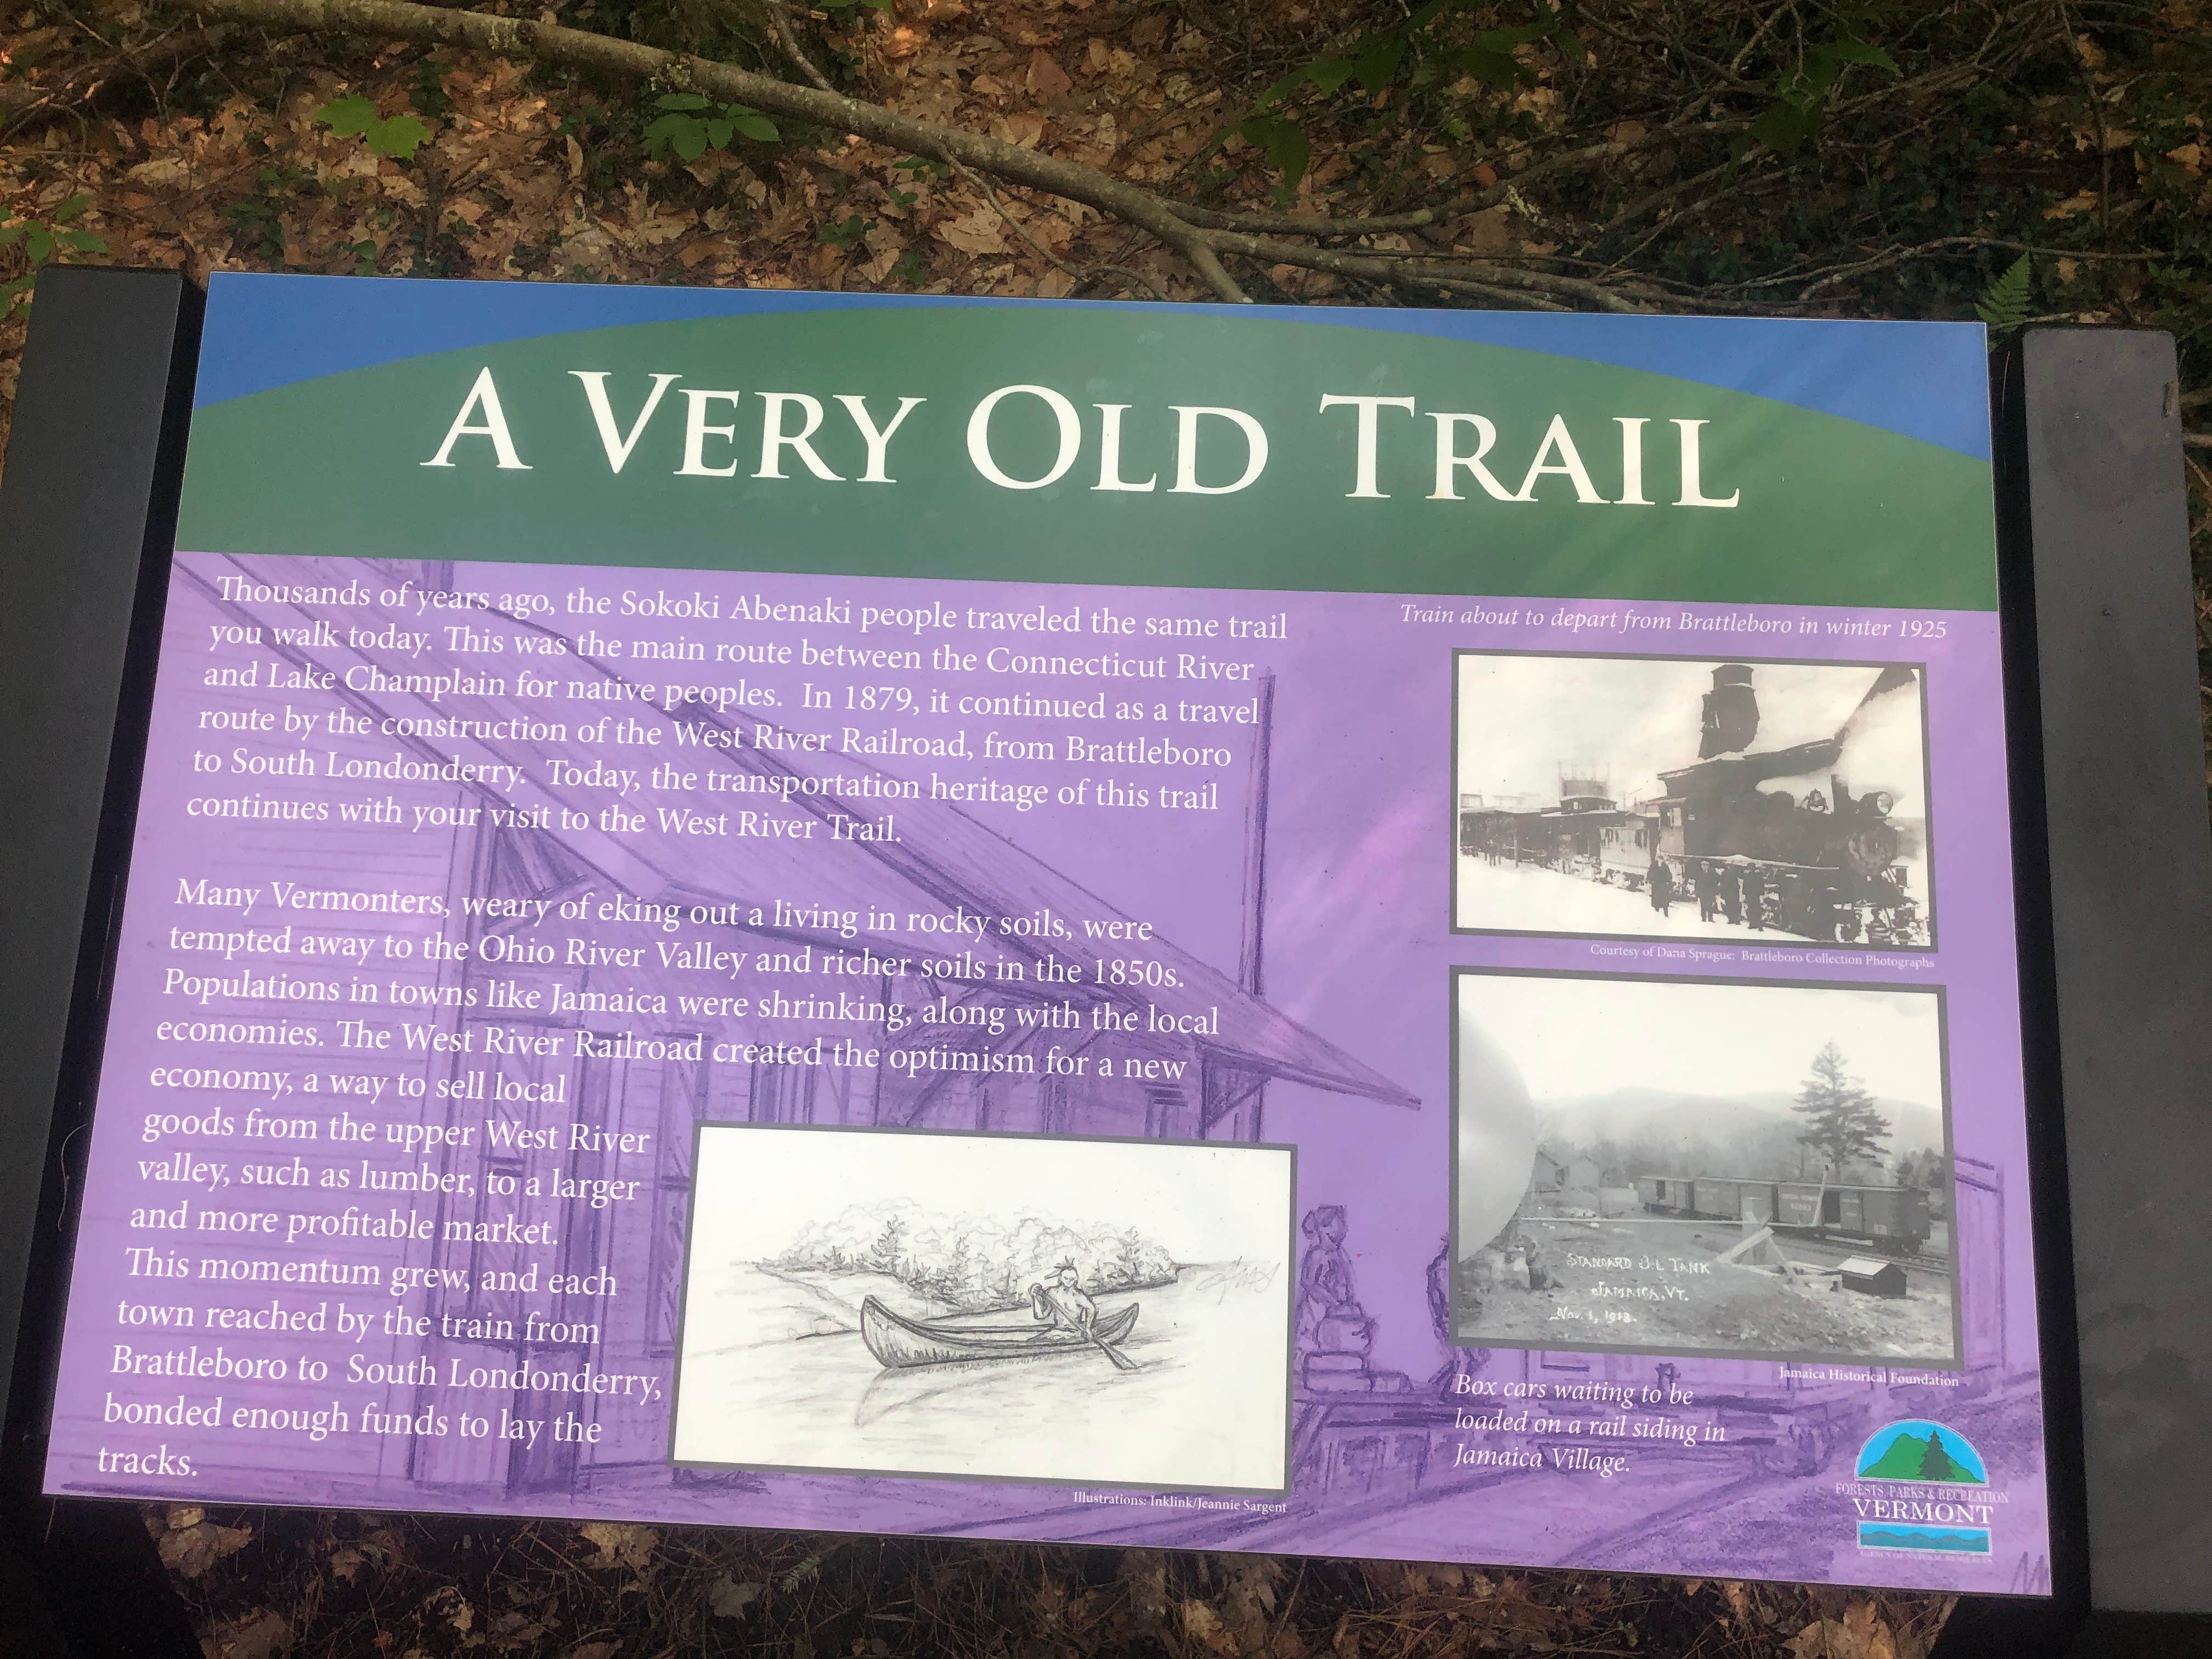 A VERY OLD TRAIL
Thousands of years ago, the Sokoki Abenaki people traveled the same trail
you walk today. This was the main route between the Connecticut River
and Lake Champlain for native peoples. In 1879, it continued as a travel
route by the construction of the West River Railroad, from Brattleboro
to South Londonderry. Today, the transportation heritage of this trail
continues with your visit to the West River Trail.
Many Vermonters, weary of eking out a living in rocky soils, were
tempted away to the Ohio River Valley and richer soils in the 1850s.
Populations in towns like Jamaica were shrinking, along with the local
economies. The West River Railroad created the optimism for a new
economy, a way to sell local
goods from the upper West River
valley, such as lumber, to a larger
and more profitable market.
This momentum grew, and each
town reached by the train from
Brattleboro to South Londonderry,
bonded enough funds to lay the
tracks.
Illustrations: Inklink/Jeannie Sargent
Train about to depart from Brattleboro in winter 1925
Courtesy of Dana Sprague: Brattleboro Collection Photographs
STANDARD TANK
JAMAICA, VT.
Nov. 1913.
Jamaica Historical Foundation
Box cars waiting to be
loaded on a rail siding in
Jamaica Village.
FORESTS, PARKS & RECREATION
VERMONT
AGENCY OF NATURAL RESOURCES